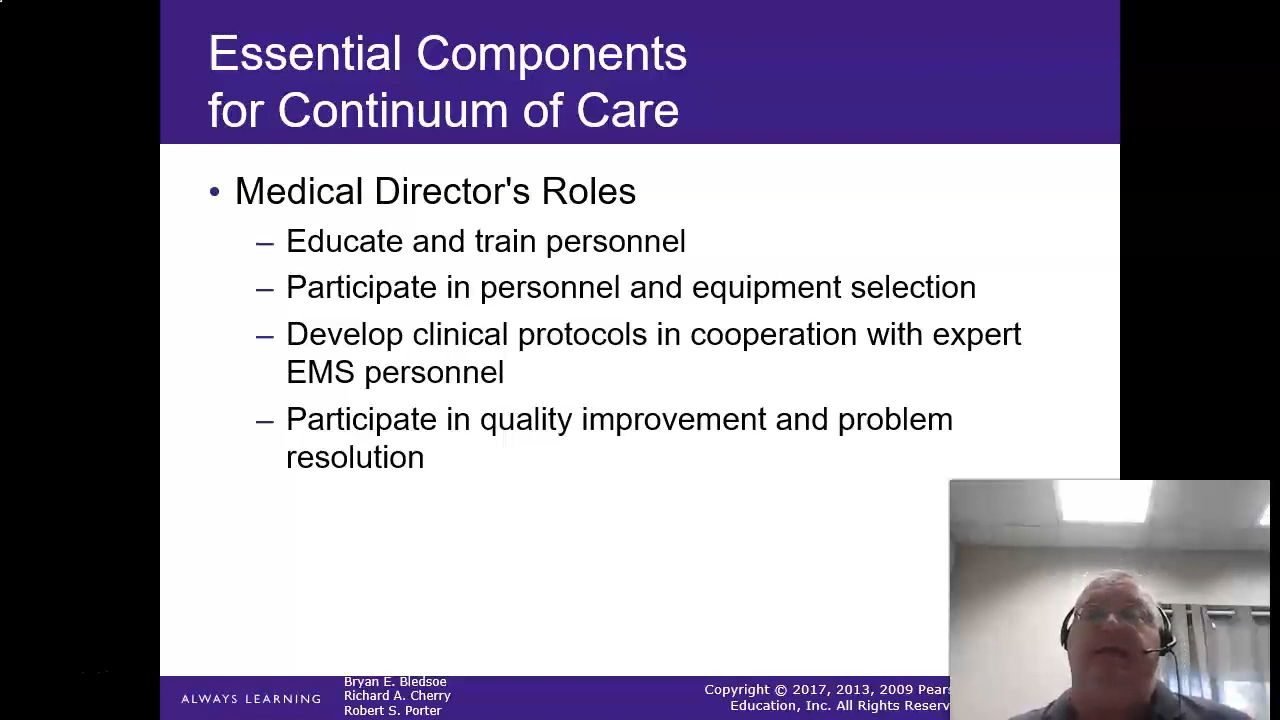 Essential Components
for Continuum of Care
• Medical Director's Roles
– Educate and train personnel
– Participate in personnel and equipment selection
– Develop clinical protocols in cooperation with expert
EMS personnel
– Participate in quality improvement and problem
resolution
ALWAYS LEARNING
Bryan E. Bledsoe
Richard A. Cherry
Robert S. Porter
Copyright © 2017, 2013, 2009
Education, Inc. All Rights